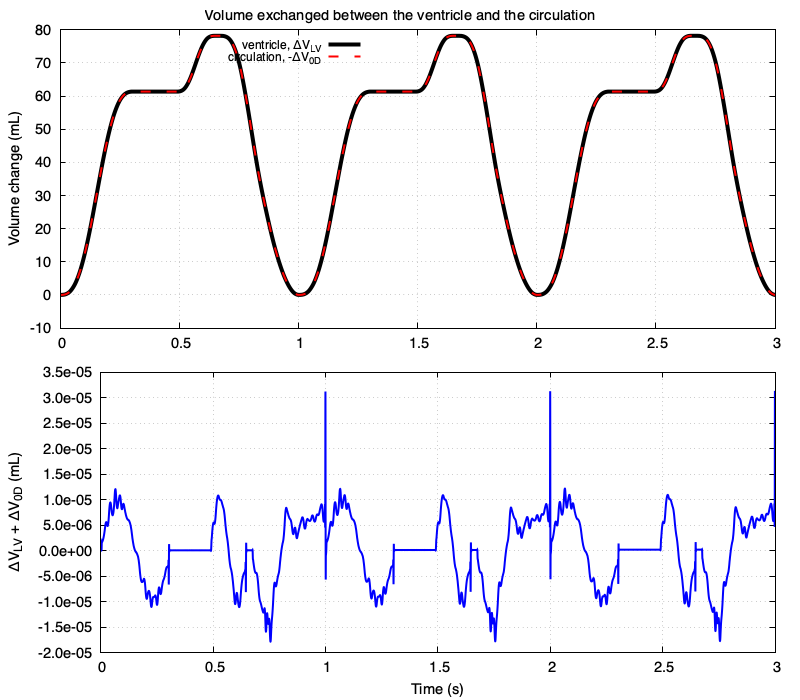 Volume exchanged between the ventricle and the circulation
80
70
60
50
40
30
20
10
0
-10
Volume change (mL)
ventricle, ΔVLV
circulation, -ΔV0D
0 0.5 1 1.5 2 2.5 3
3.5e-05
3.0e-05
2.5e-05
2.0e-05
1.5e-05
1.0e-05
5.0e-06
0.0e+00
-5.0e-06
-1.0e-05
-1.5e-05
-2.0e-05
ΔVLV + ΔV0D (mL)
0 0.5 1 1.5 2 2.5 3
Time (s)